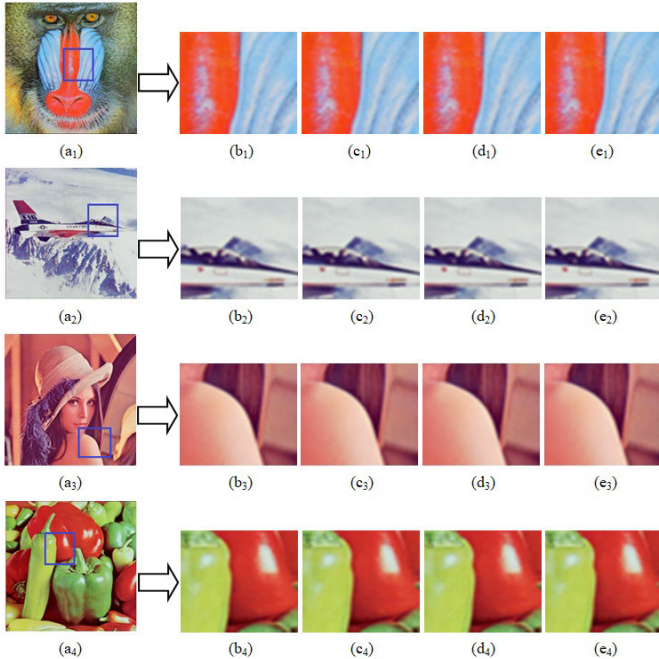 (a1) (b1) (c1) (d1) (e1)
(a2) (b2) (c2) (d2) (e2)
(a3) (b3) (c3) (d3) (e3)
(a4) (b4) (c4) (d4) (e4)